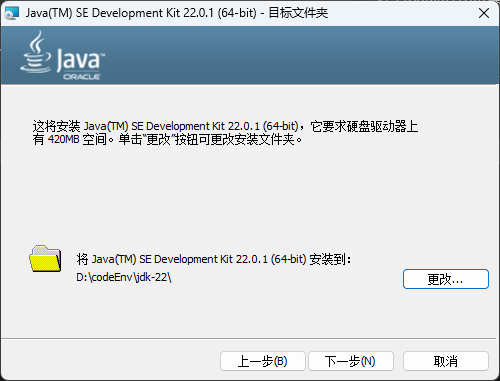 Java(TM) SE Development Kit 22.0.1 (64-bit) - 目标文件夹
Java
ORACLE
这将安装 Java(TM) SE Development Kit 22.0.1 (64-bit)，它要求硬盘驱动器上
有 420MB 空间。单击“更改”按钮可更改安装文件夹。
将 Java(TM) SE Development Kit 22.0.1 (64-bit) 安装到：
D:\codeEnv\jdk-22\
更改...
上一步(B)
下一步(N)
取消